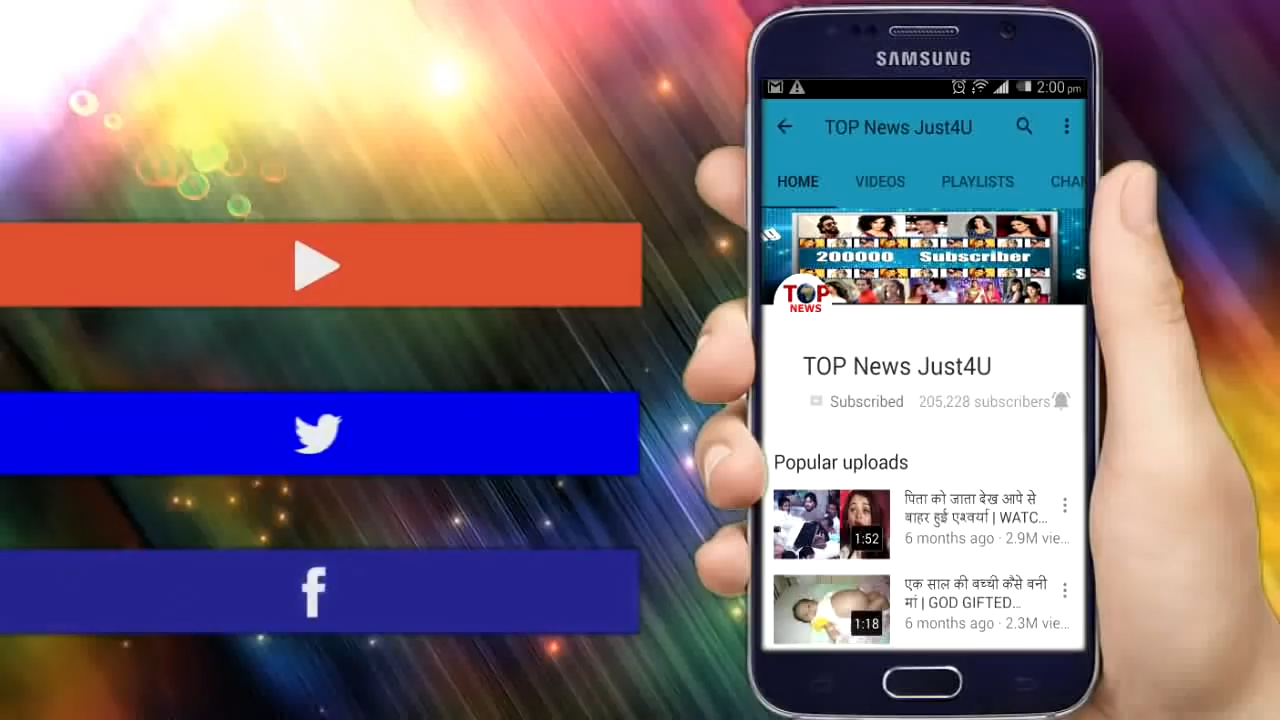 SAMSUNG
2:00 pm
TOP News Just4U
HOME VIDEOS PLAYLISTS CHAN
200000 Subscriber
TOP
NEWS
TOP News Just4U
Subscribed 205,228 subscribers
Popular uploads
पिता को जाता देख आपे से
बाहर हुई एश्वर्या | WATC...
1:52
6 months ago · 2.9M vie...
एक साल की बच्ची कैसे बनी
मां | GOD GIFTED...
1:18
6 months ago · 2.3M vie...